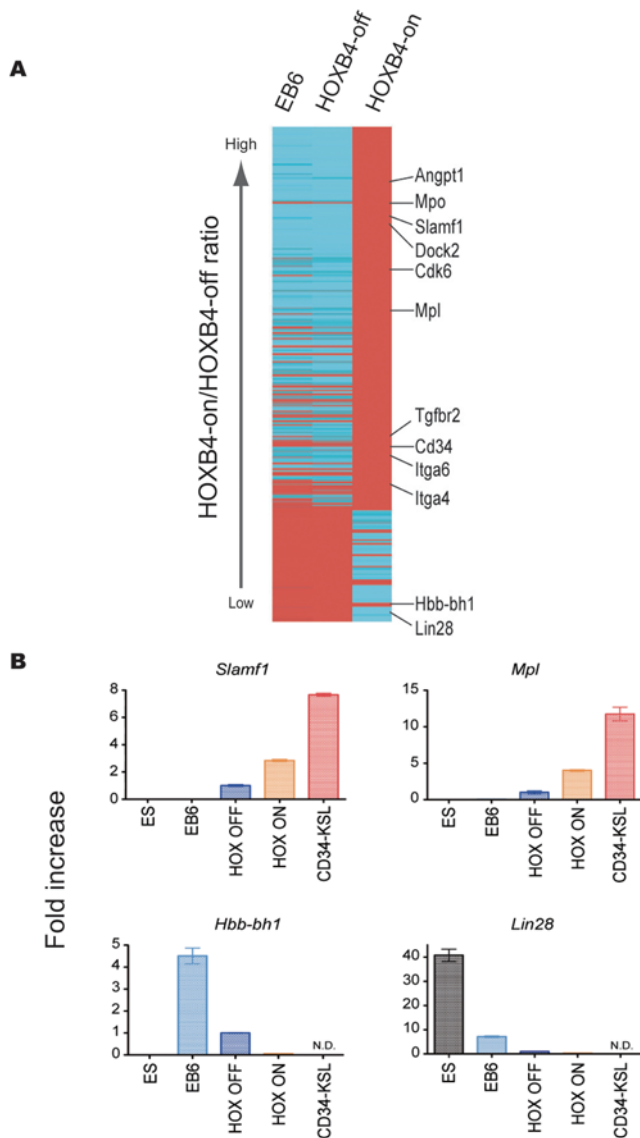 A
EB6
HOXB4-off
HOXB4-on
High
HOXB4-on/HOXB4-off ratio
Low
Angpt1
Mpo
Slamf1
Dock2
Cdk6
Mpl
Tgfbr2
Cd34
Itga6
Itga4
Hbb-bh1
Lin28
B
Fold increase
Slamf1
8
6
4
2
ES
EB6
HOX OFF
HOX ON
CD34-KSL
Mpl
15
10
5
0
ES
EB6
HOX OFF
HOX ON
CD34-KSL
Hbb-bh1
5
4
3
2
1
0
N.D.
ES
EB6
HOX OFF
HOX ON
CD34-KSL
Lin28
40
30
20
10
0
N.D.
ES
EB6
HOX OFF
HOX ON
CD34-KSL